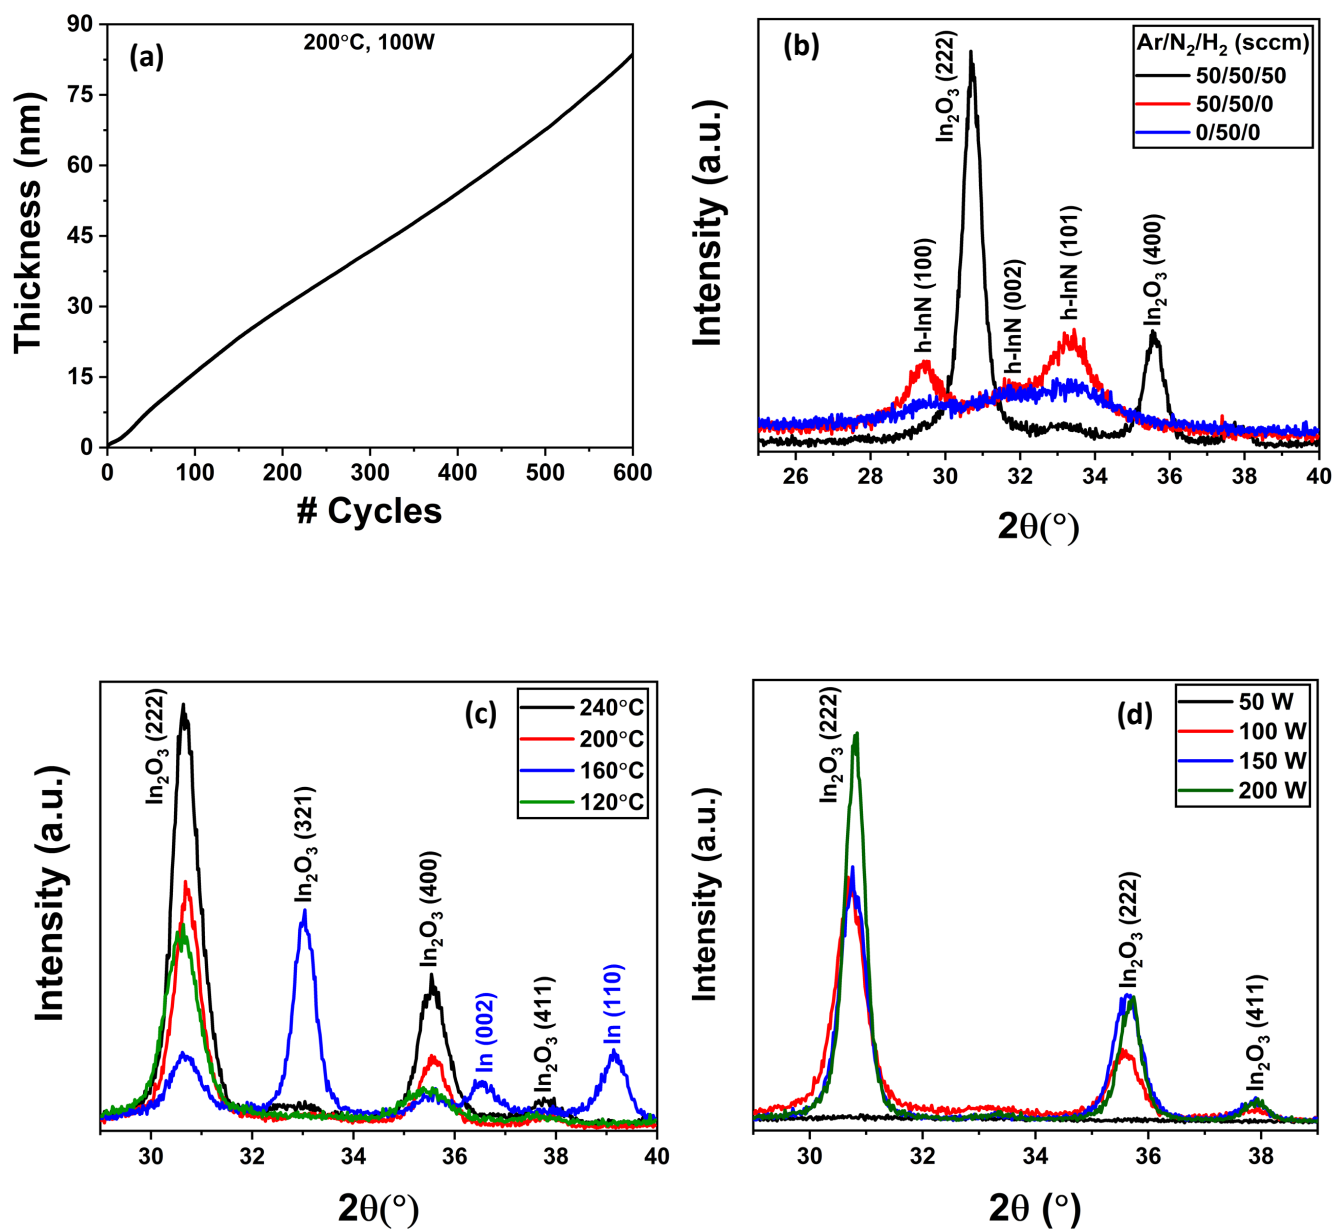 (a)
200°C, 100W
Thickness (nm)
90
75
60
45
30
15
0
0 100 200 300 400 500 600
# Cycles
(b)
Ar/N₂/H₂ (sccm)
50/50/50
50/50/0
0/50/0
In₂O₃ (222)
h-InN (100)
h-InN (002)
h-InN (101)
In₂O₃ (400)
Intensity (a.u.)
26 28 30 32 34 36 38 40
2θ(°)
(c)
240°C
200°C
160°C
120°C
In₂O₃ (222)
In₂O₃ (321)
In₂O₃ (400)
In (002)
In₂O₃ (411)
In (110)
Intensity (a.u.)
30 32 34 36 38 40
2θ(°)
(d)
50 W
100 W
150 W
200 W
In₂O₃ (222)
In₂O₃ (222)
In₂O₃ (411)
Intensity (a.u.)
30 32 34 36 38
2θ (°)